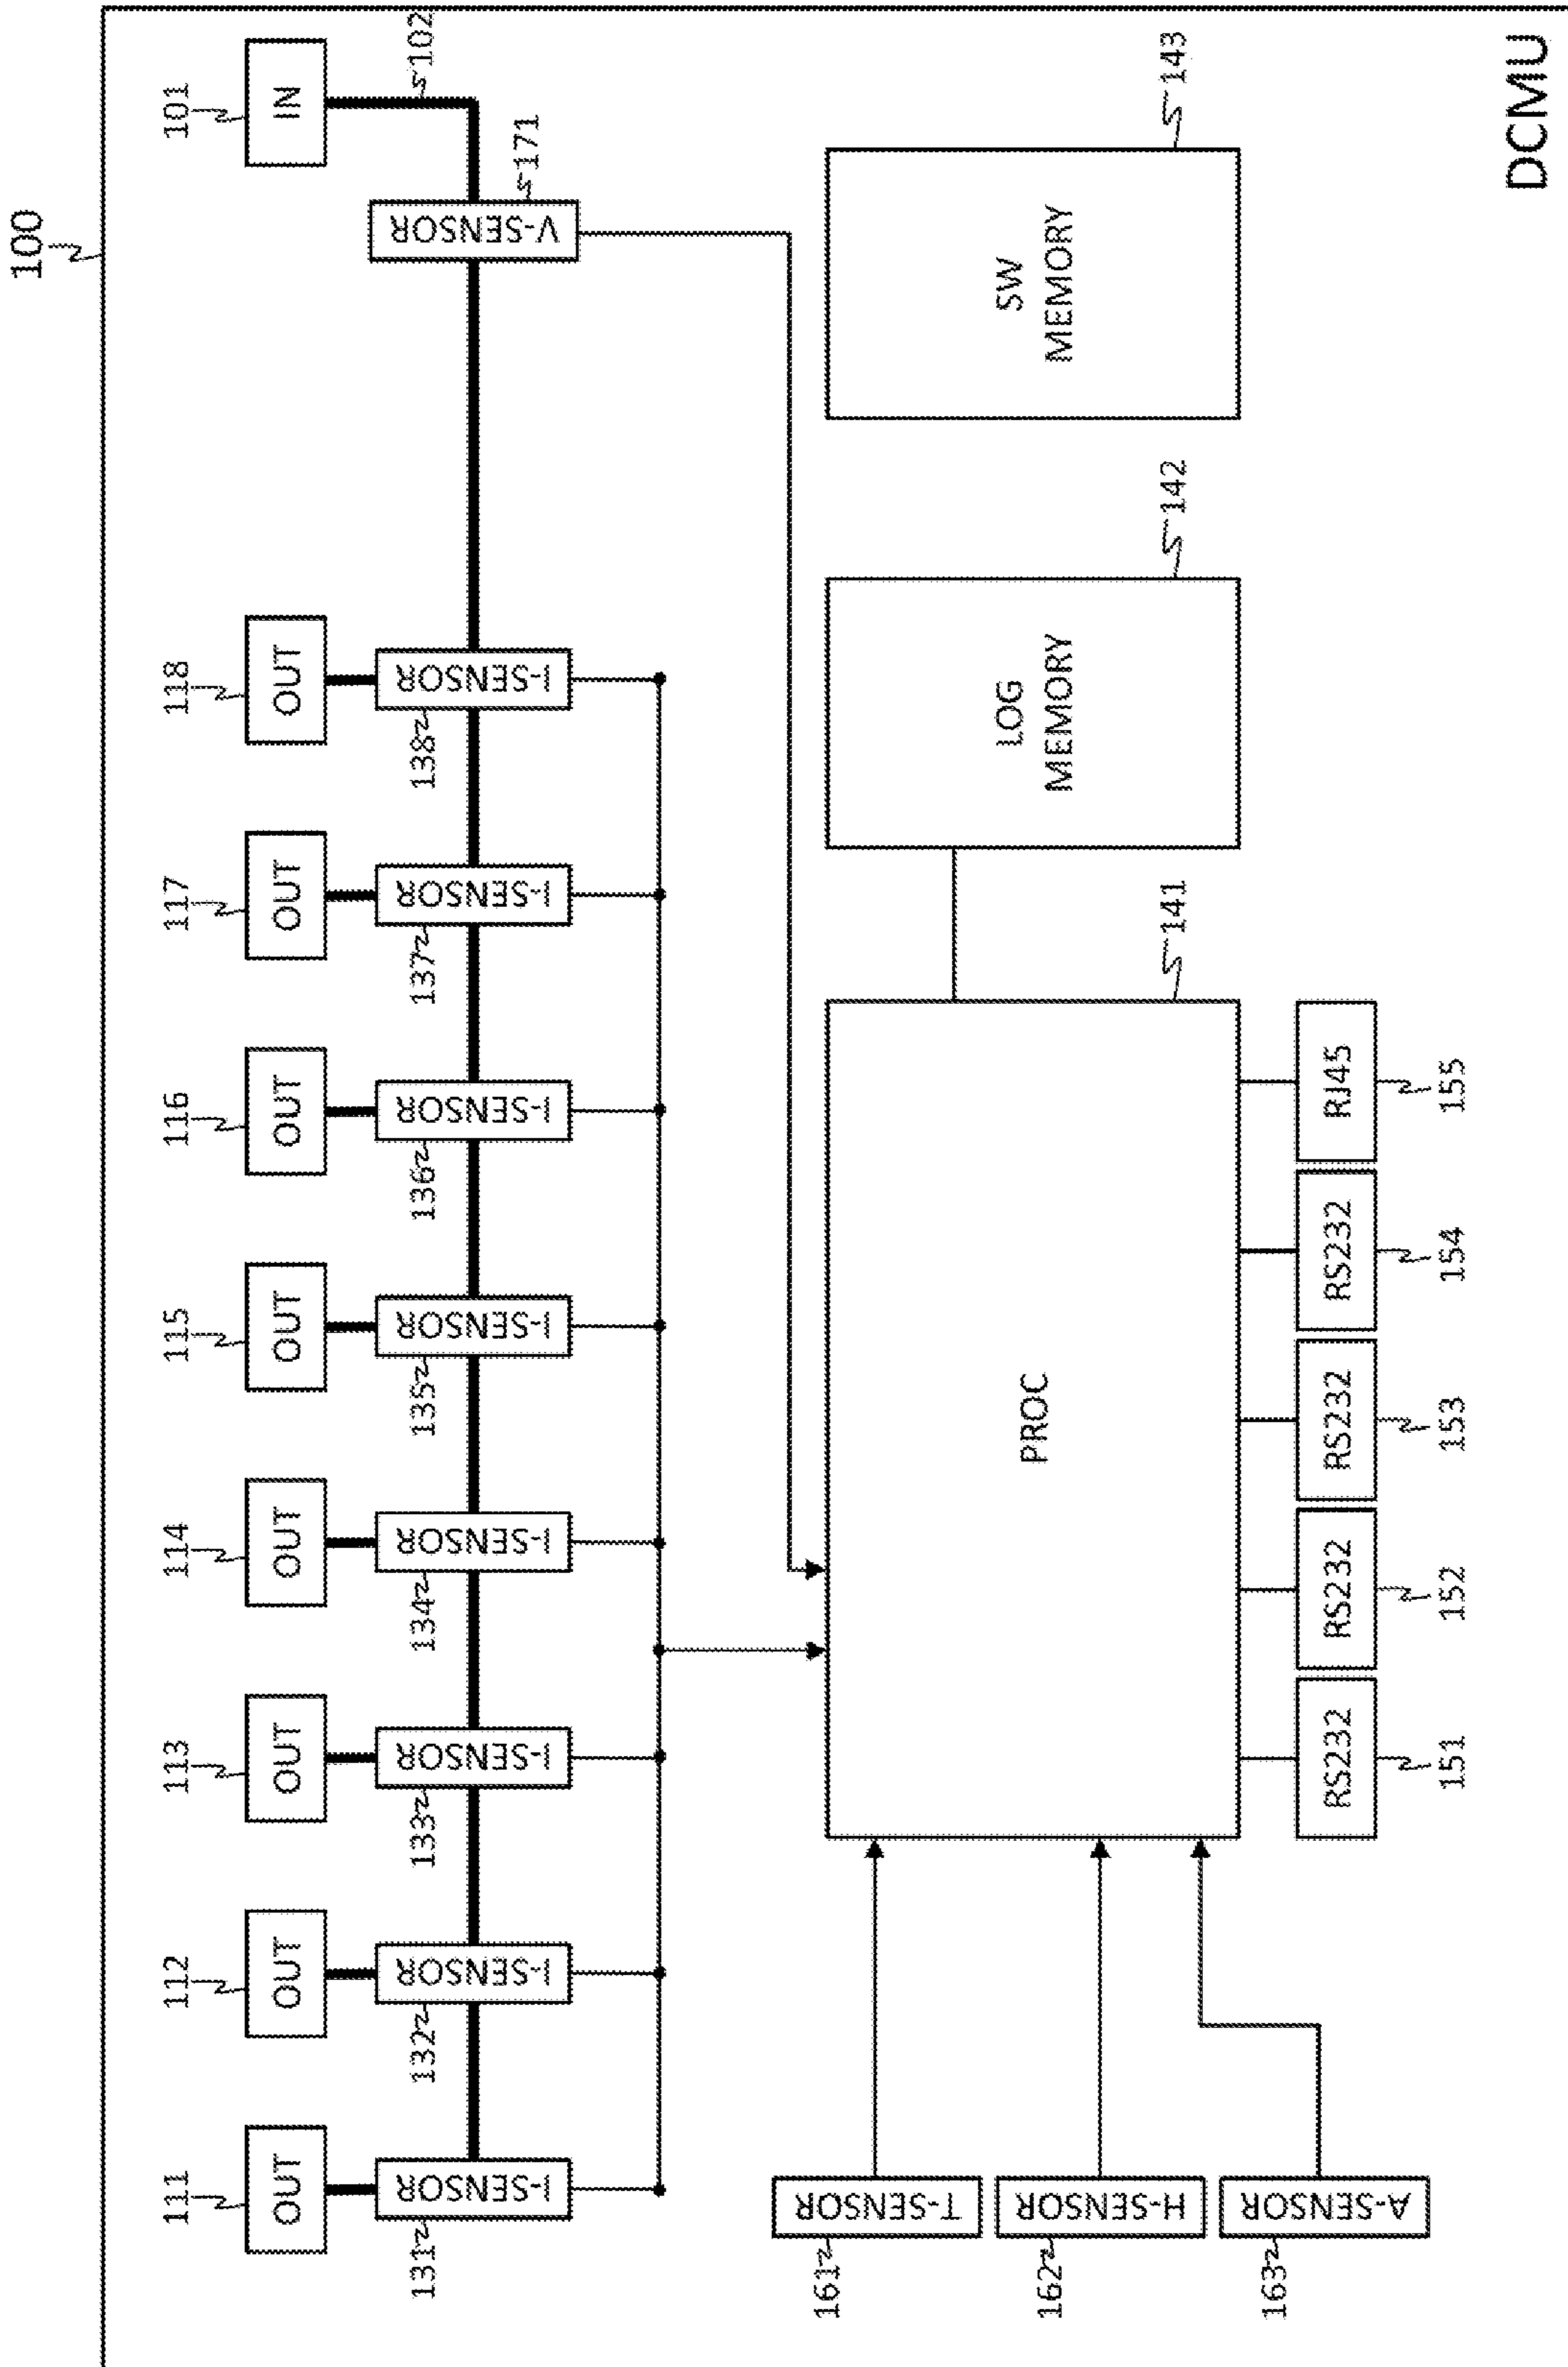 100
111
112
113
114
115
116
117
118
101
OUT
OUT
OUT
OUT
OUT
OUT
OUT
OUT
IN
102
131
I-SENSOR
132
I-SENSOR
133
I-SENSOR
134
I-SENSOR
135
I-SENSOR
136
I-SENSOR
137
I-SENSOR
138
I-SENSOR
V-SENSOR
171
161
T-SENSOR
162
H-SENSOR
163
A-SENSOR
PROC
141
LOG
MEMORY
142
SW
MEMORY
143
RS232
RS232
RS232
RS232
RJ45
151
152
153
154
155
DCMU